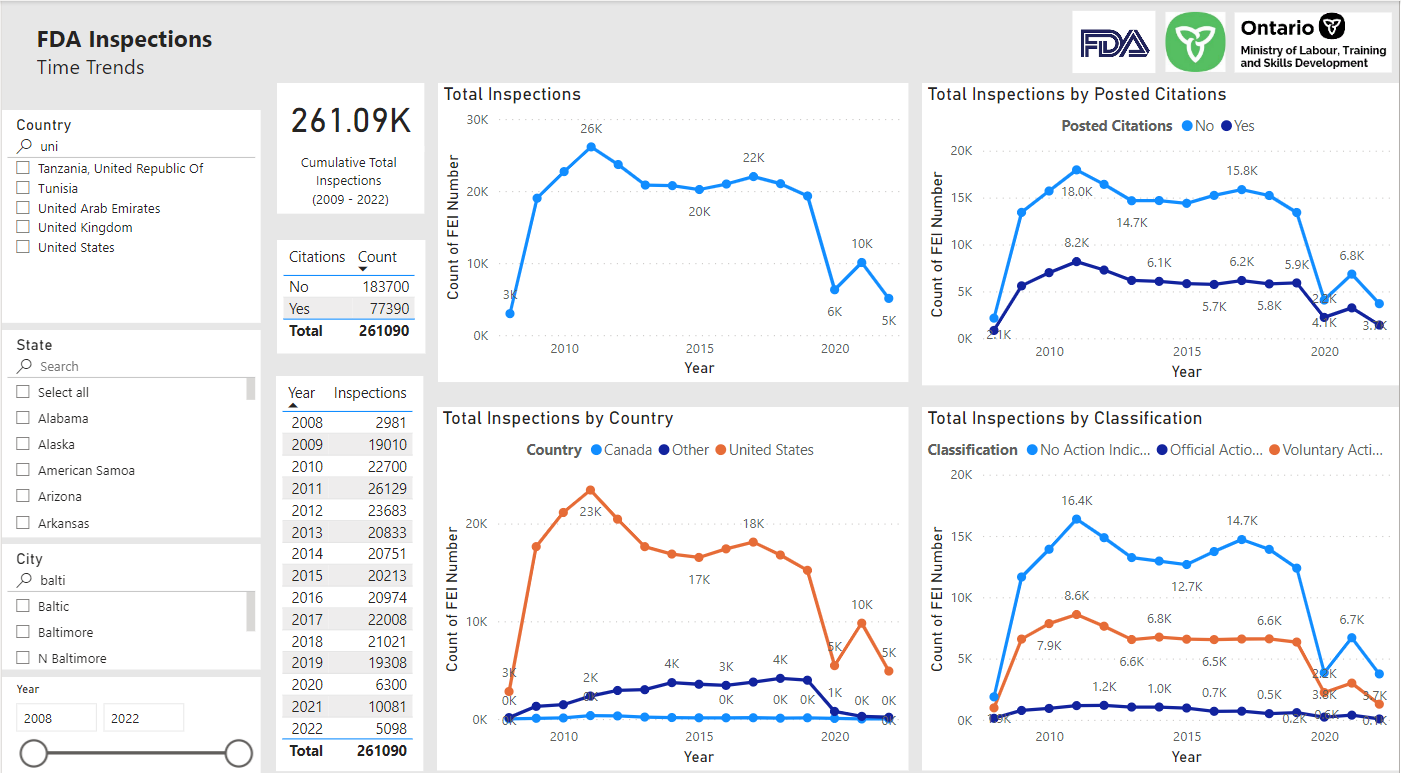 FDA Inspections
Time Trends
FDA
Ontario
Ministry of Labour, Training
and Skills Development
Country
uni
Tanzania, United Republic Of
Tunisia
United Arab Emirates
United Kingdom
United States
State
Search
Select all
Alabama
Alaska
American Samoa
Arizona
Arkansas
City
balti
Baltic
Baltimore
N Baltimore
Year
2008 2022
261.09K
Cumulative Total
Inspections
(2009 - 2022)
Citations Count
No 183700
Yes 77390
Total 261090
Year Inspections
2008 2981
2009 19010
2010 22700
2011 26129
2012 23683
2013 20833
2014 20751
2015 20213
2016 20974
2017 22008
2018 21021
2019 19308
2020 6300
2021 10081
2022 5098
Total 261090
Total Inspections
Count of FEI Number
30K
20K
10K
0K
3K
26K
20K
22K
6K
10K
5K
2010 2015 2020
Year
Total Inspections by Posted Citations
Posted Citations No Yes
Count of FEI Number
20K
15K
10K
5K
0K
18.0K
14.7K
15.8K
6.8K
8.2K
6.1K
5.7K
6.2K
5.8K
5.9K
4.1K
2010 2015 2020
Year
Total Inspections by Country
Country Canada Other United States
Count of FEI Number
20K
10K
0K
3K
23K
17K
18K
5K
10K
5K
0K
2K
4K
3K
4K
1K
0K
0K
0K
0K
0K
2010 2015 2020
Year
Total Inspections by Classification
Classification No Action Indic... Official Actio... Voluntary Acti...
Count of FEI Number
20K
15K
10K
5K
0K
16.4K
12.7K
14.7K
6.7K
3.7K
7.9K
8.6K
6.6K
6.8K
6.5K
6.6K
1.2K
1.0K
0.7K
0.5K
0.2K
2010 2015 2020
Year